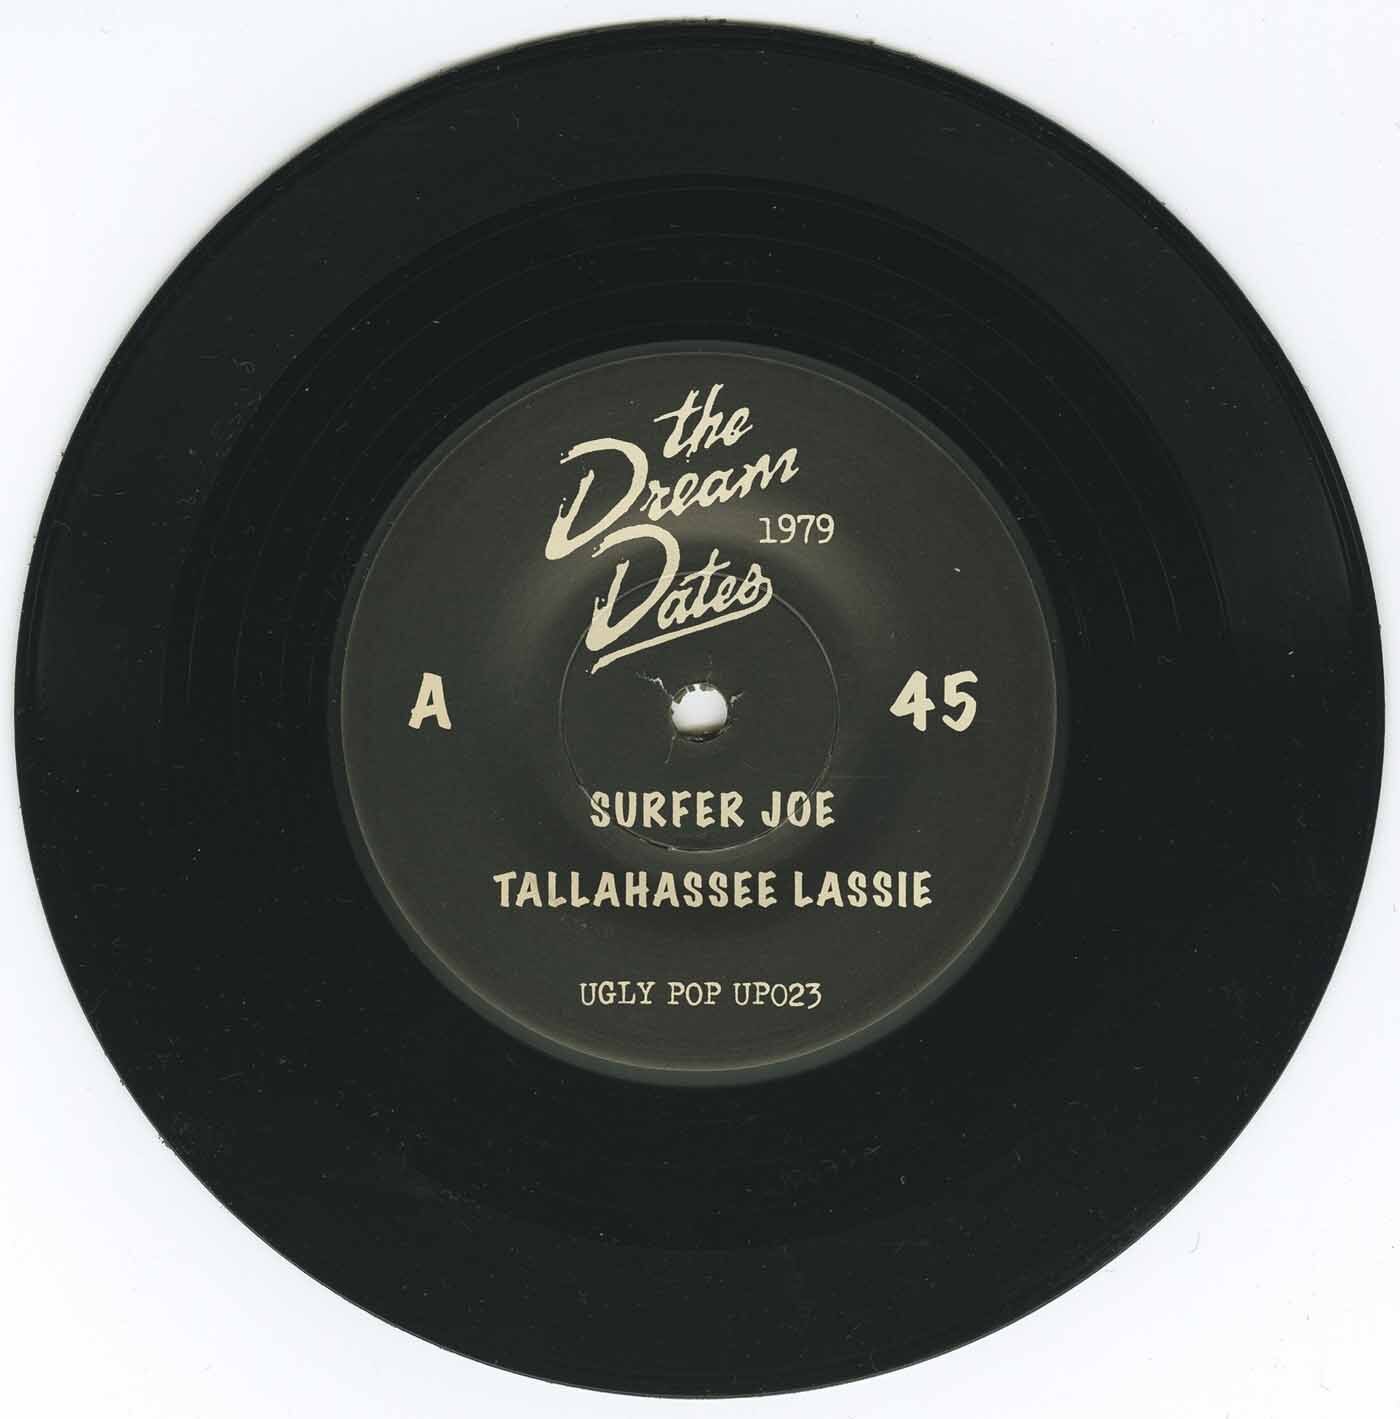 the
Dream
1979
Dates
A 45
SURFER JOE
TALLAHASSEE LASSIE
UGLY POP UP023